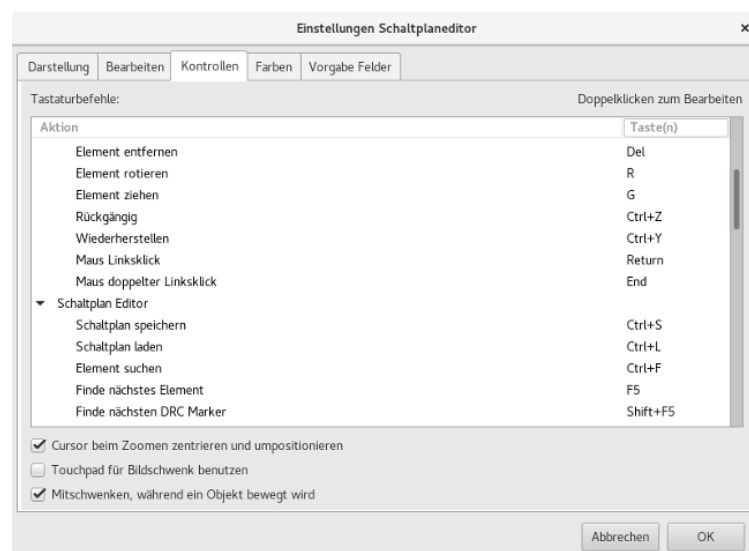 Einstellungen Schaltplaneditor
Darstellung Bearbeiten Kontrollen Farben Vorgabe Felder
Tastaturbefehle: Doppelklicken zum Bearbeiten
Aktion Taste(n)
Element entfernen Del
Element rotieren R
Element ziehen G
Rückgängig Ctrl+Z
Wiederherstellen Ctrl+Y
Maus Linksklick Return
Maus doppelter Linksklick End
Schaltplan Editor
Schaltplan speichern Ctrl+S
Schaltplan laden Ctrl+L
Element suchen Ctrl+F
Finde nächstes Element F5
Finde nächsten DRC Marker Shift+F5
Cursor beim Zoomen zentrieren und umpositionieren
Touchpad für Bildschwenk benutzen
Mitschwenken, während ein Objekt bewegt wird
Abbrechen OK